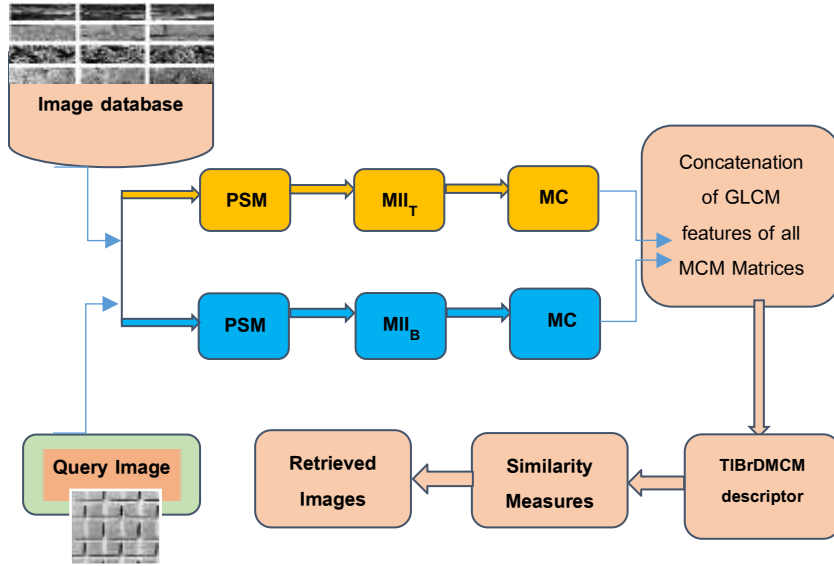 Image database
PSM
MII_T
MC
Concatenation
of GLCM
features of all
MCM Matrices
PSM
MII_B
MC
Query Image
Retrieved
Images
Similarity
Measures
TIBrDMCM
descriptor